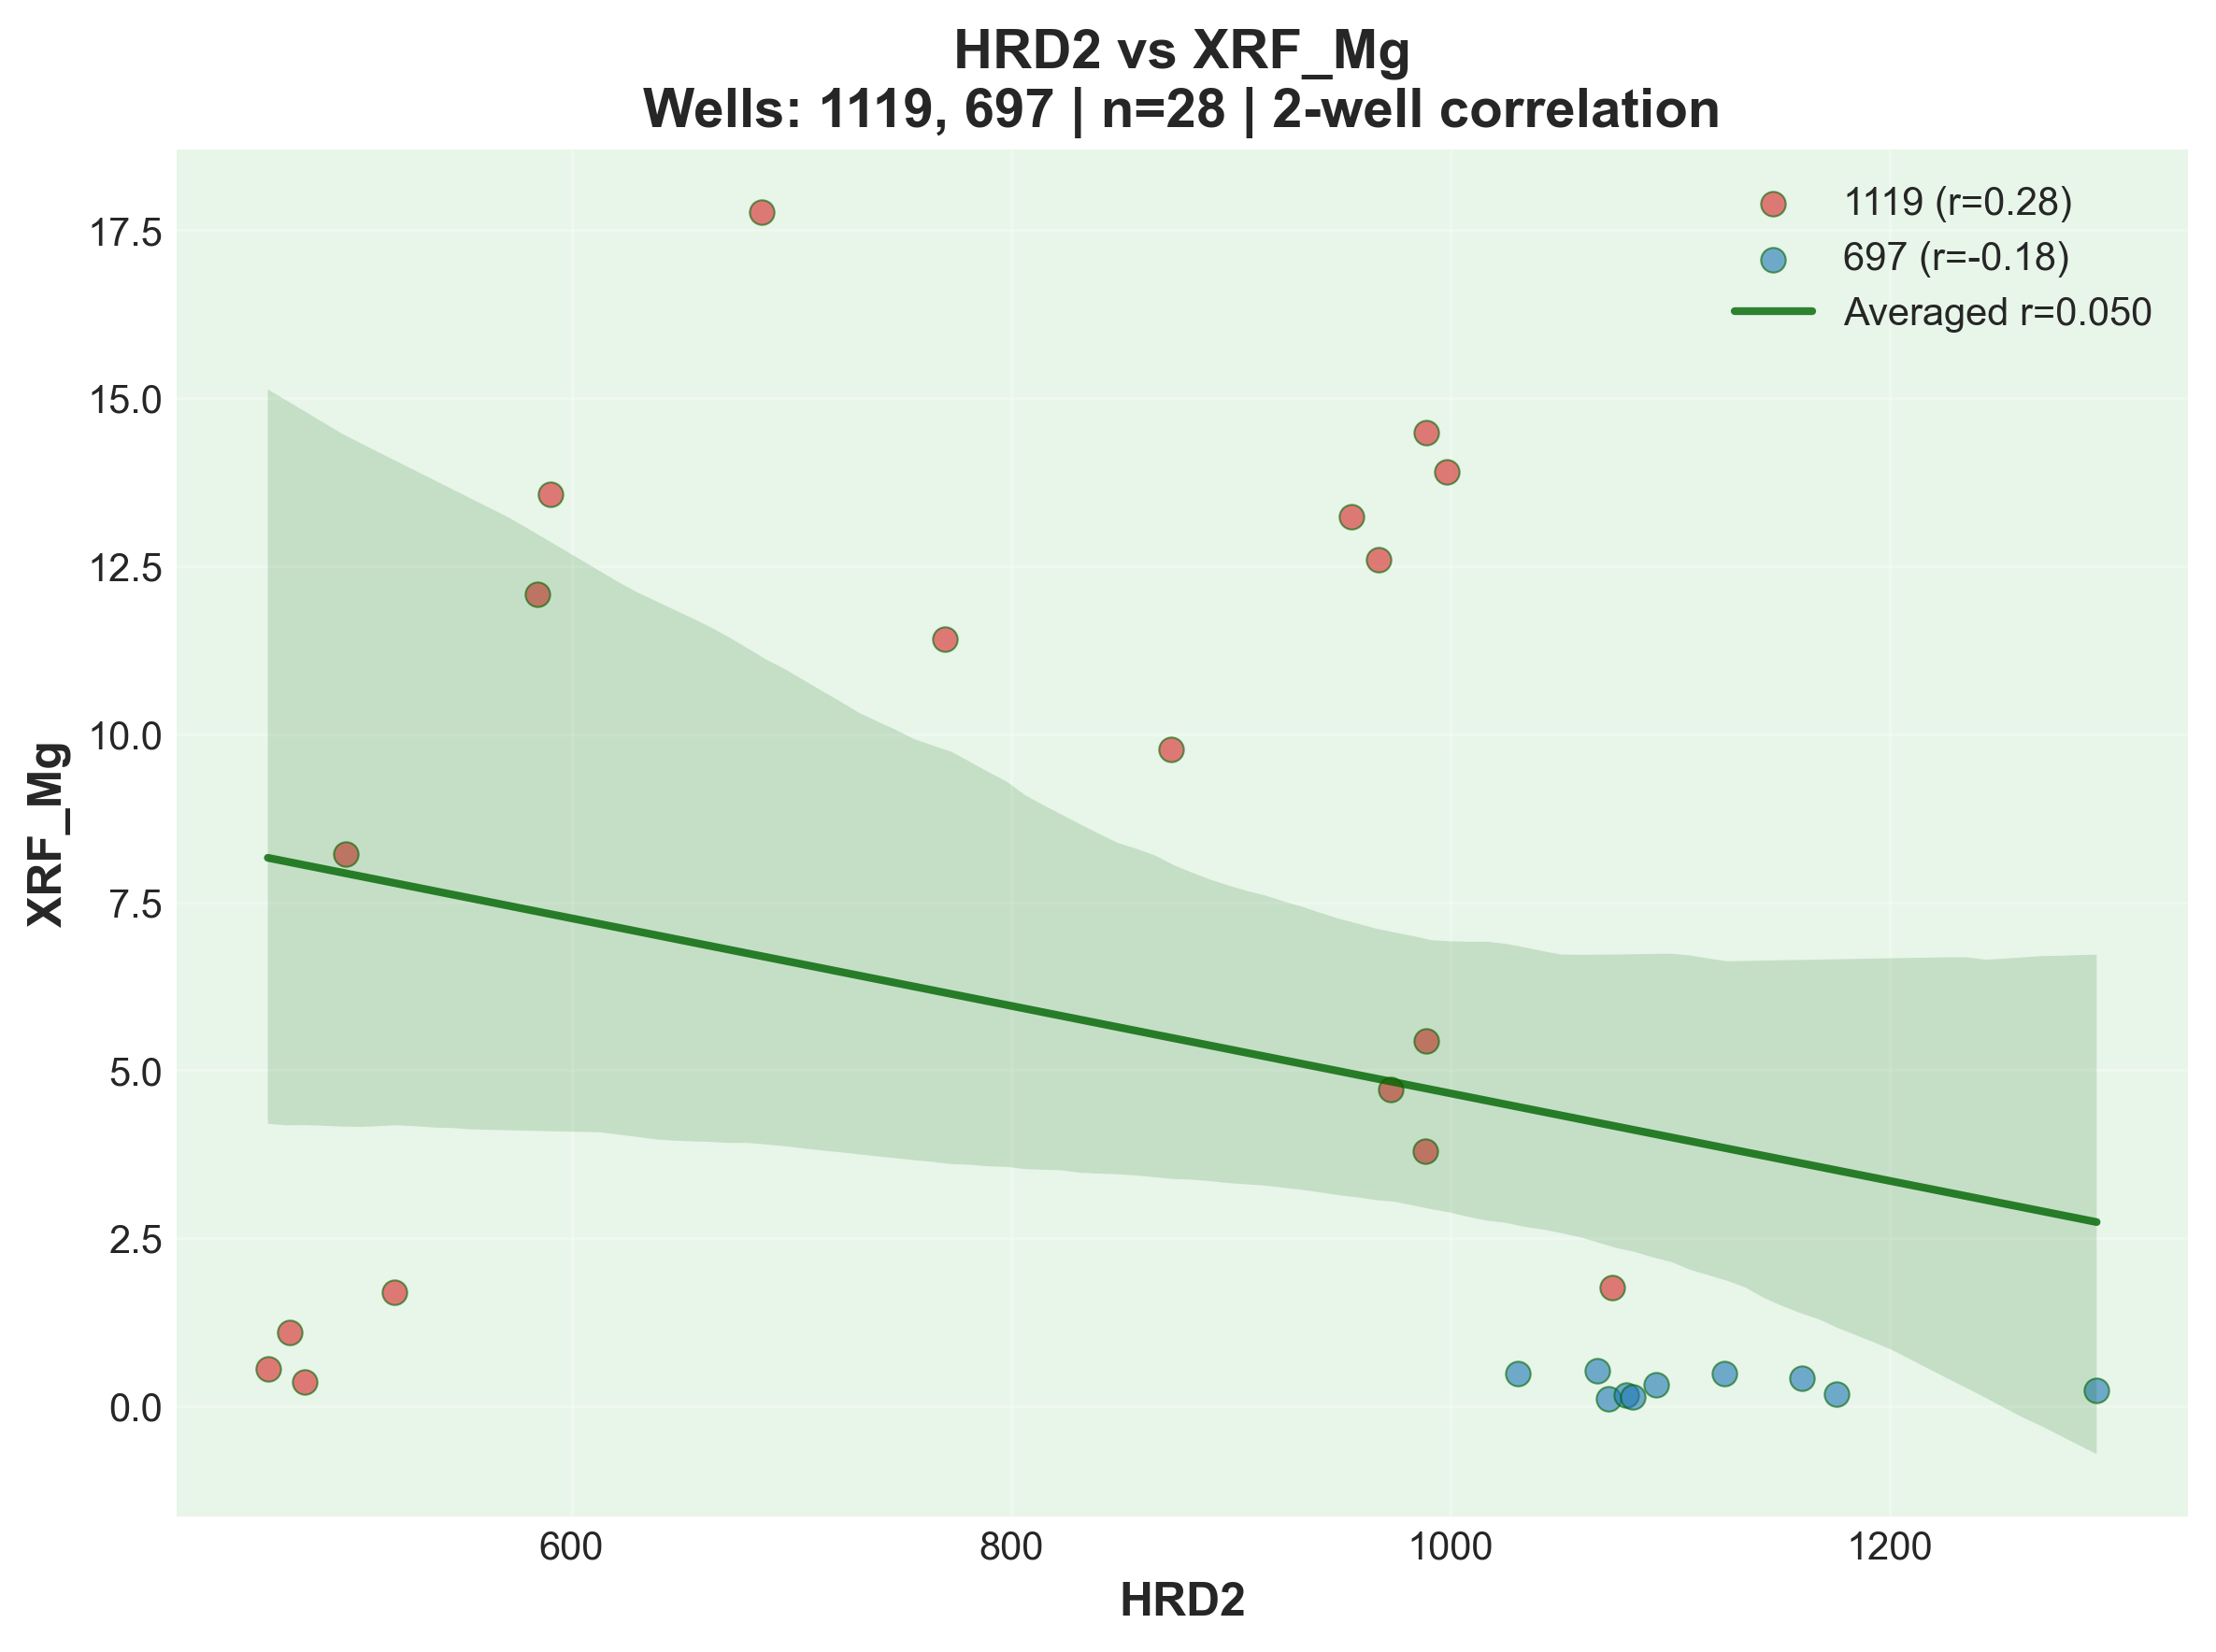 HRD2 vs XRF_Mg
Wells: 1119, 697 | n=28 | 2-well correlation
1119 (r=0.28)
697 (r=-0.18)
Averaged r=0.050
17.5
15.0
12.5
10.0
7.5
5.0
2.5
0.0
XRF_Mg
600 800 1000 1200
HRD2